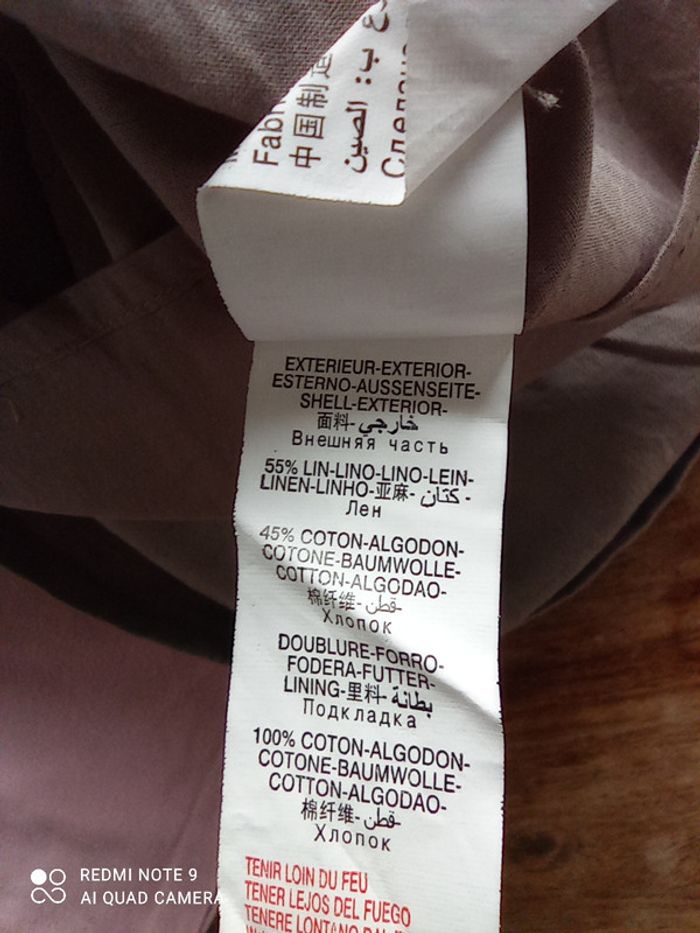 中国制造
الصين
EXTERIEUR-EXTERIOR-
ESTERNO-AUSSENSEITE-
SHELL-EXTERIOR-
面料-خارجي
Внешняя часть
55% LIN-LINO-LINO-LEIN-
LINEN-LINHO-亚麻-كتان-
Лен
45% COTON-ALGODON-
COTONE-BAUMWOLLE-
COTTON-ALGODAO-
棉纤维-قطن
Хлопок
DOUBLURE-FORRO-
FODERA-FUTTER-
LINING-里料-بطانة
Подкладка
100% COTON-ALGODON-
COTONE-BAUMWOLLE-
COTTON-ALGODAO-
棉纤维-قطن
Хлопок
TENIR LOIN DU FEU
TENER LEJOS DEL FUEGO
TENERE LONTANO
REDMI NOTE 9
AI QUAD CAMERA